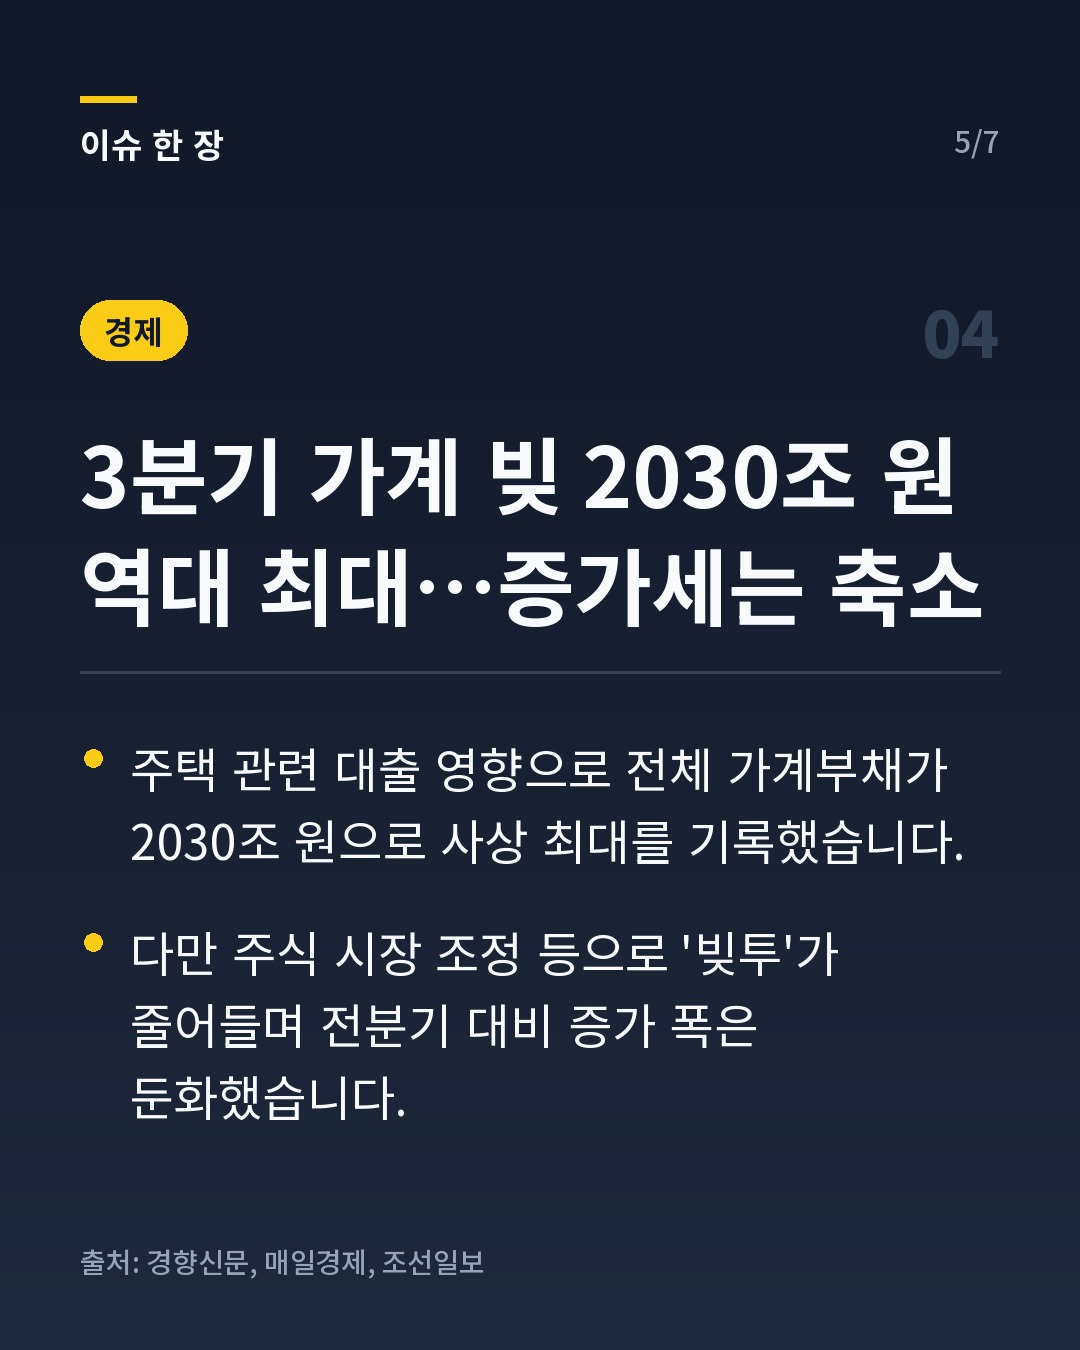 이슈 한 장
5/7
경제
04
3분기 가계 빚 2030조 원
역대 최대…증가세는 축소
주택 관련 대출 영향으로 전체 가계부채가
2030조 원으로 사상 최대를 기록했습니다.
다만 주식 시장 조정 등으로 '빚투'가
줄어들며 전분기 대비 증가 폭은
둔화했습니다.
출처: 경향신문, 매일경제, 조선일보